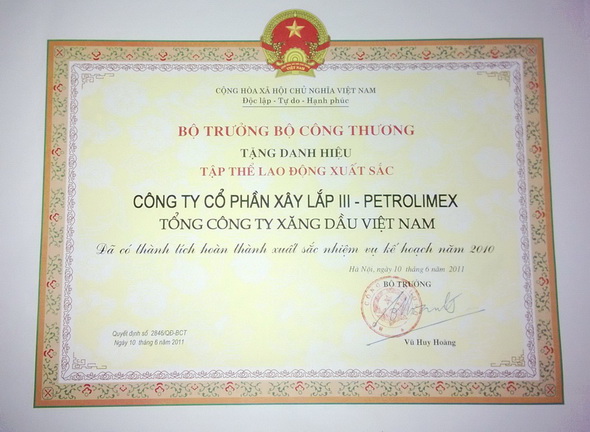 VIỆT NAM
CỘNG HÒA XÃ HỘI CHỦ NGHĨA VIỆT NAM
Độc lập - Tự do - Hạnh phúc
BỘ TRƯỞNG BỘ CÔNG THƯƠNG
TẶNG DANH HIỆU
TẬP THỂ LAO ĐỘNG XUẤT SẮC
CÔNG TY CỔ PHẦN XÂY LẮP III - PETROLIMEX
TỔNG CÔNG TY XĂNG DẦU VIỆT NAM
Đã có thành tích hoàn thành xuất sắc nhiệm vụ kế hoạch năm 2010
Hà Nội, ngày 10 tháng 6 năm 2011
BỘ TRƯỞNG
Vũ Huy Hoàng
Quyết định số 2846/QĐ-BCT
Ngày 10 tháng 6 năm 2011